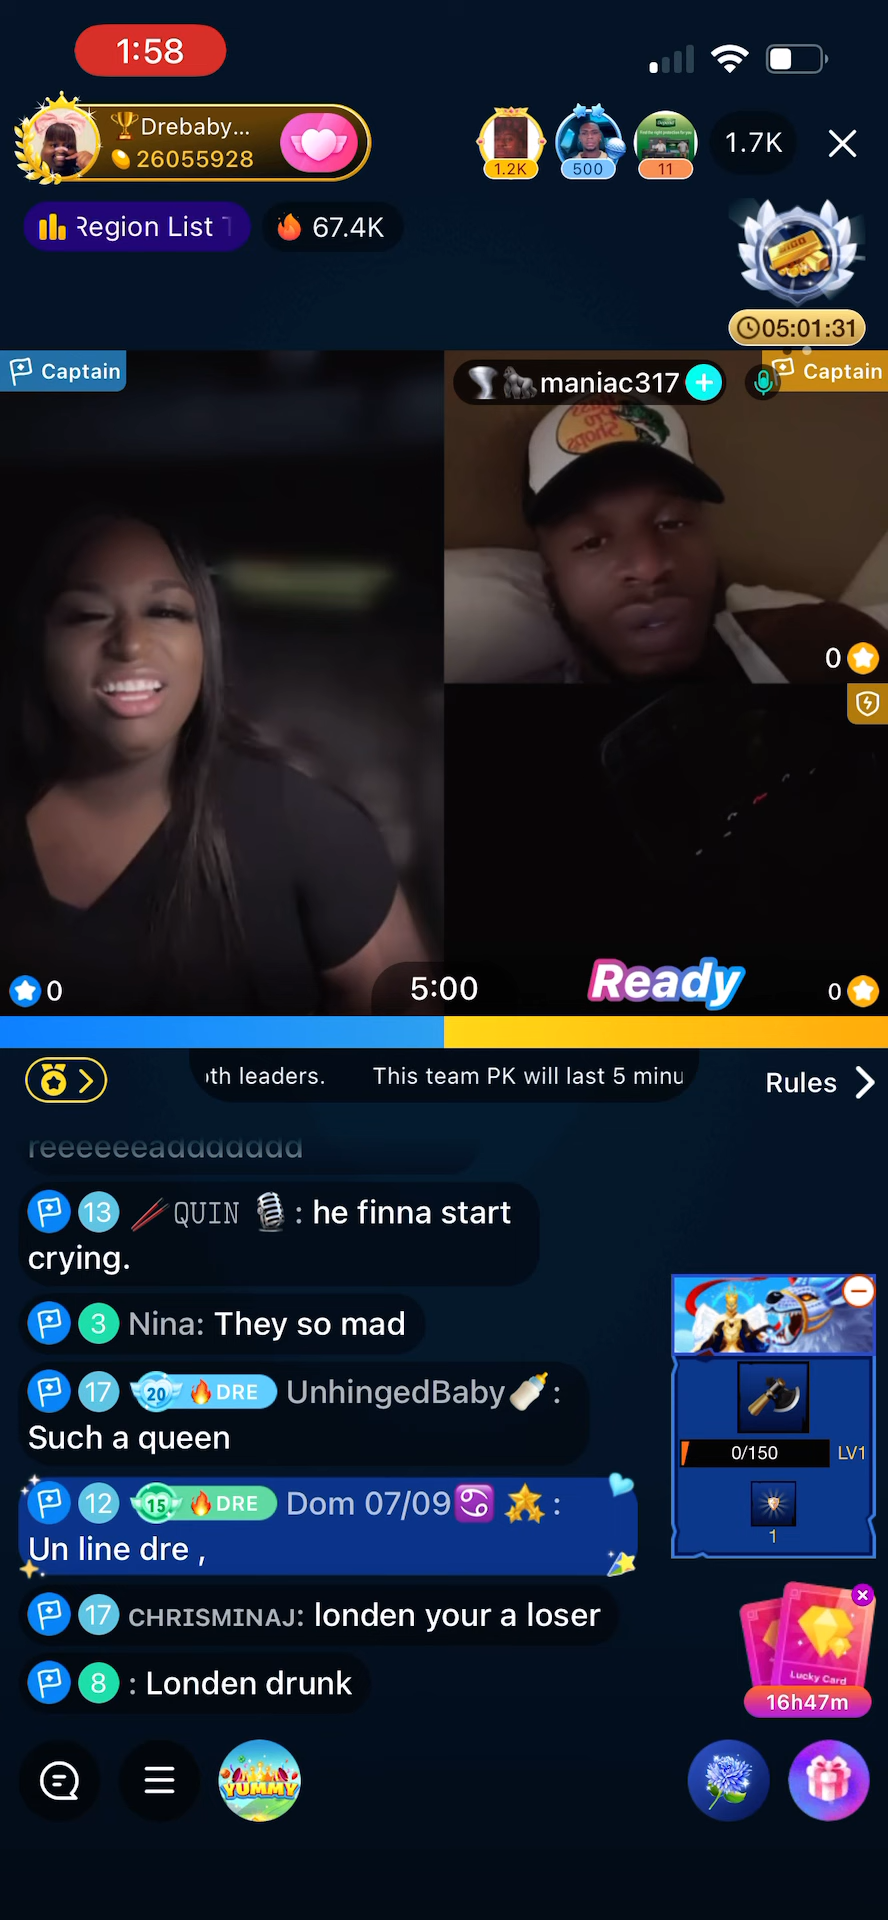 1:58
Drebaby...
26055928
1.2K
500
11
1.7K
Region List
67.4K
05:01:31
Captain
maniac317
Captain
0
0
5:00
Ready
0
th leaders. This team PK will last 5 minu
Rules
reeeeeeaddddddd
13 QUIN : he finna start
crying.
3 Nina: They so mad
17 20 DRE UnhingedBaby :
Such a queen
12 15 DRE Dom 07/09 :
Un line dre ,
17 CHRISMINAJ: londen your a loser
8 : Londen drunk
0/150 LV1
1
Lucky Card
16h47m
YUMMY